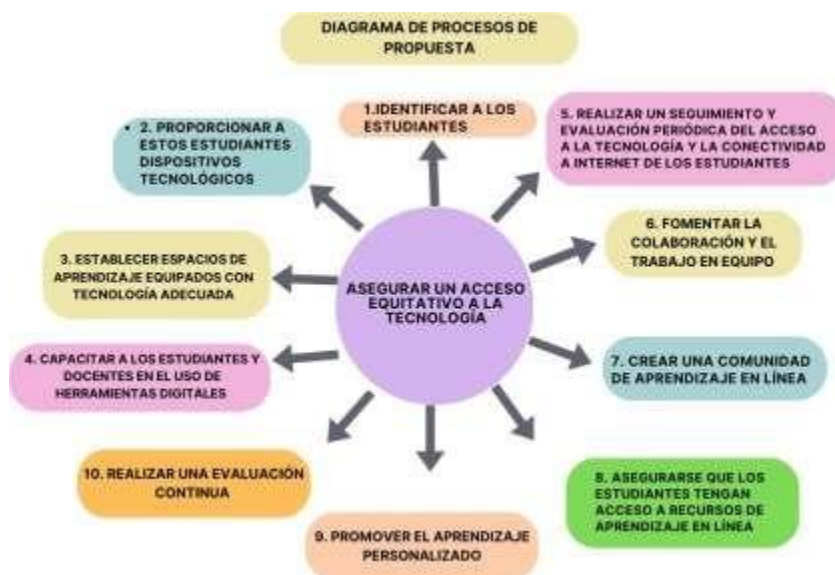 DIAGRAMA DE PROCESOS DE
PROPUESTA
1.IDENTIFICAR A LOS
ESTUDIANTES
• 2. PROPORCIONAR A
ESTOS ESTUDIANTES
DISPOSITIVOS
TECNOLÓGICOS
3. ESTABLECER ESPACIOS DE
APRENDIZAJE EQUIPADOS CON
TECNOLOGÍA ADECUADA
4. CAPACITAR A LOS ESTUDIANTES Y
DOCENTES EN EL USO DE
HERRAMIENTAS DIGITALES
5. REALIZAR UN SEGUIMIENTO Y
EVALUACIÓN PERIÓDICA DEL ACCESO
A LA TECNOLOGÍA Y LA CONECTIVIDAD
A INTERNET DE LOS ESTUDIANTES
6. FOMENTAR LA
COLABORACIÓN Y EL
TRABAJO EN EQUIPO
ASEGURAR UN ACCESO
EQUITATIVO A LA
TECNOLOGÍA
7. CREAR UNA COMUNIDAD
DE APRENDIZAJE EN LÍNEA
8. ASEGURARSE QUE LOS
ESTUDIANTES TENGAN
ACCESO A RECURSOS DE
APRENDIZAJE EN LÍNEA
9. PROMOVER EL APRENDIZAJE
PERSONALIZADO
10. REALIZAR UNA EVALUACIÓN
CONTINUA